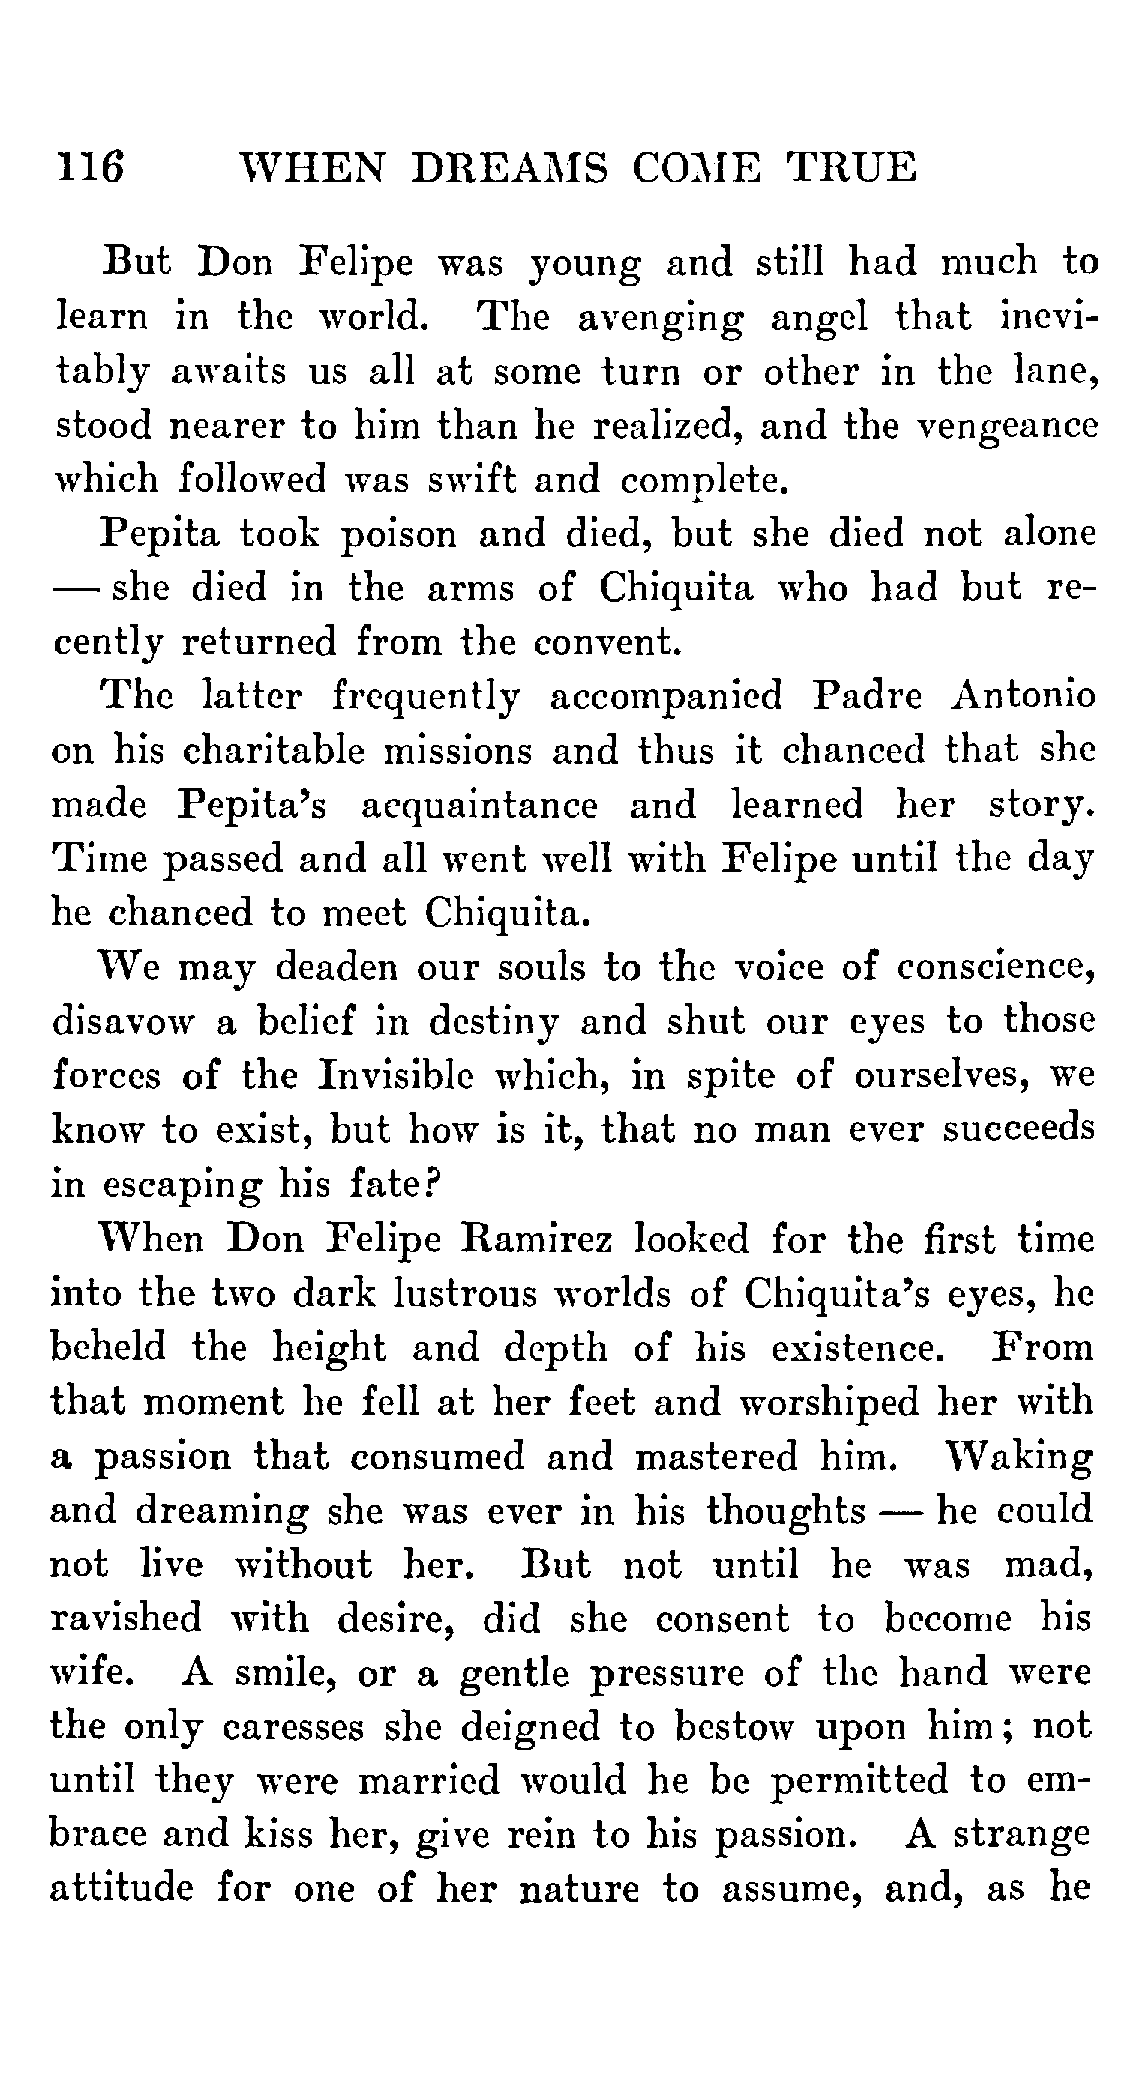 116 WHEN DREAMS COME TRUE
But Don Felipe was young and still had much to
learn in the world. The avenging angel that inevi-
tably awaits us all at some turn or other in the lane,
stood nearer to him than he realized, and the vengeance
which followed was swift and complete.
Pepita took poison and died, but she died not alone
— she died in the arms of Chiquita who had but re-
cently returned from the convent.
The latter frequently accompanied Padre Antonio
on his charitable missions and thus it chanced that she
made Pepita's acquaintance and learned her story.
Time passed and all went well with Felipe until the day
he chanced to meet Chiquita.
We may deaden our souls to the voice of conscience,
disavow a belief in destiny and shut our eyes to those
forces of the Invisible which, in spite of ourselves, we
know to exist, but how is it, that no man ever succeeds
in escaping his fate?
When Don Felipe Ramirez looked for the first time
into the two dark lustrous worlds of Chiquita's eyes, he
beheld the height and depth of his existence. From
that moment he fell at her feet and worshiped her with
a passion that consumed and mastered him. Waking
and dreaming she was ever in his thoughts — he could
not live without her. But not until he was mad,
ravished with desire, did she consent to become his
wife. A smile, or a gentle pressure of the hand were
the only caresses she deigned to bestow upon him; not
until they were married would he be permitted to em-
brace and kiss her, give rein to his passion. A strange
attitude for one of her nature to assume, and, as he